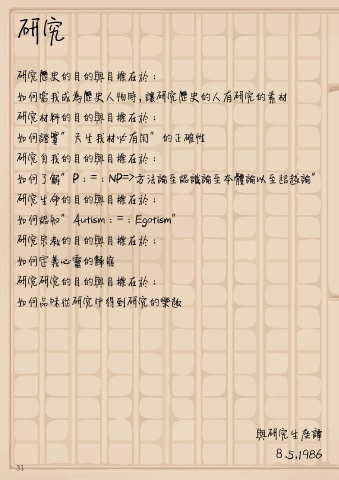 研究
研究歷史的目的與目標在於：
如何當我成為歷史人物時，讓研究歷史的人有研究的素材
研究材料的目的與目標在於：
如何證實”天生我材必有用”的正確性
研究自我的目的與目標在於：
如何了解”P：=：NP=>方法論至認識論至本體論以至超越論”
研究生命的目的與目標在於：
如何認知”Autism：=：Egotism”
研究宗教的目的與目標在於：
如何定義心靈的歸宿
研究研究的目的與目標在於：
如何品味從研究中得到研究的樂趣
與研究生座譚
8.5.1986
31